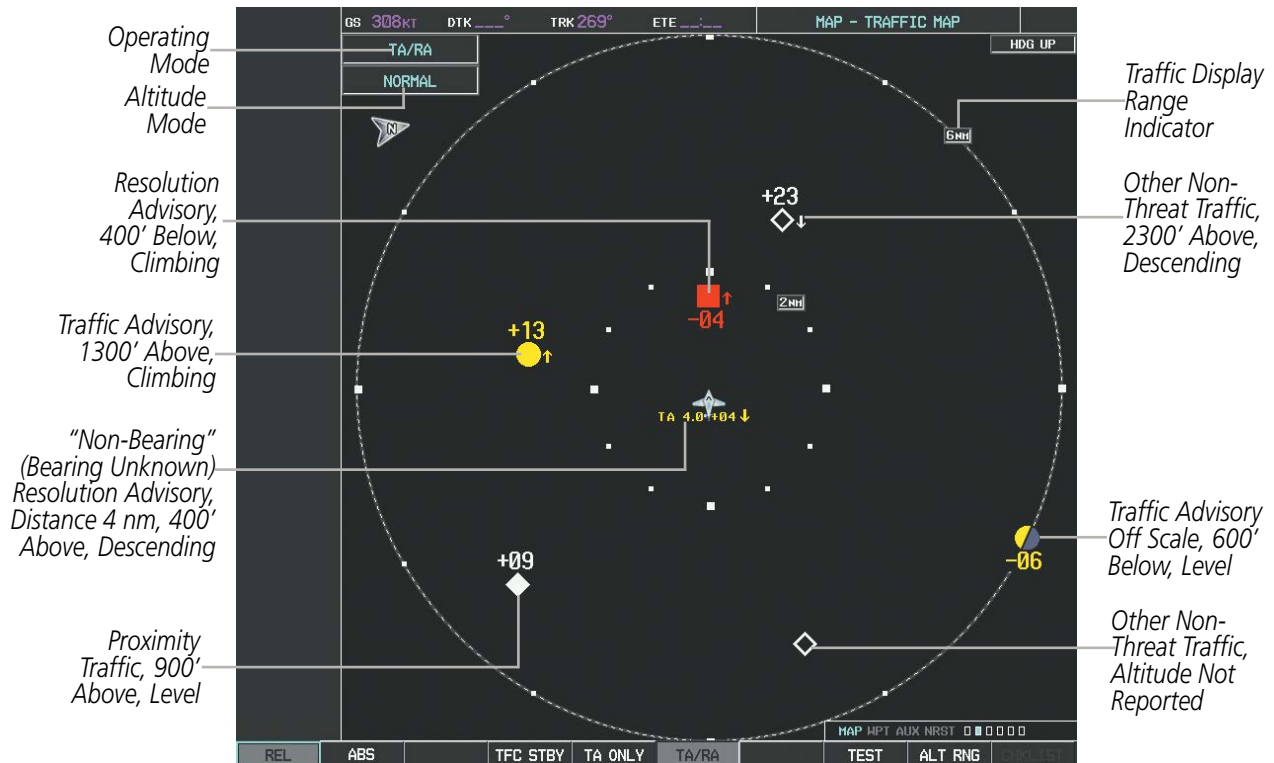 GS 308KT DTK ___° TRK 269° ETE __:__ MAP – TRAFFIC MAP
Operating
Mode
TA/RA
HDG UP
NORMAL
Altitude
Mode
N
Traffic Display
Range
Indicator
6NM
Resolution
Advisory,
400’ Below,
Climbing
+23
Other Non-
Threat Traffic,
2300’ Above,
Descending
2NM
-04
Traffic Advisory,
1300’ Above,
Climbing
+13
TA 4.0 +04
“Non-Bearing”
(Bearing Unknown)
Resolution Advisory,
Distance 4 nm, 400’
Above, Descending
-06
Traffic Advisory
Off Scale, 600’
Below, Level
+09
Proximity
Traffic, 900’
Above, Level
Other Non-
Threat Traffic,
Altitude Not
Reported
MAP WPT AUX NRST
REL ABS TFC STBY TA ONLY TA/RA TEST ALT RNG CHKLIST